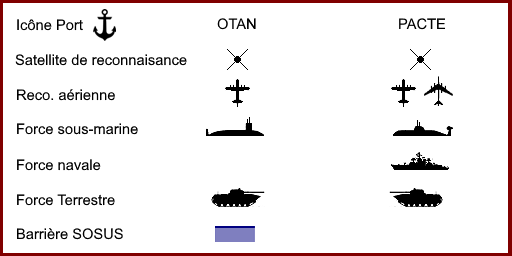 Icône Port OTAN PACTE
Satellite de reconnaisance
Reco. aérienne
Force sous-marine
Force navale
Force Terrestre
Barrière SOSUS